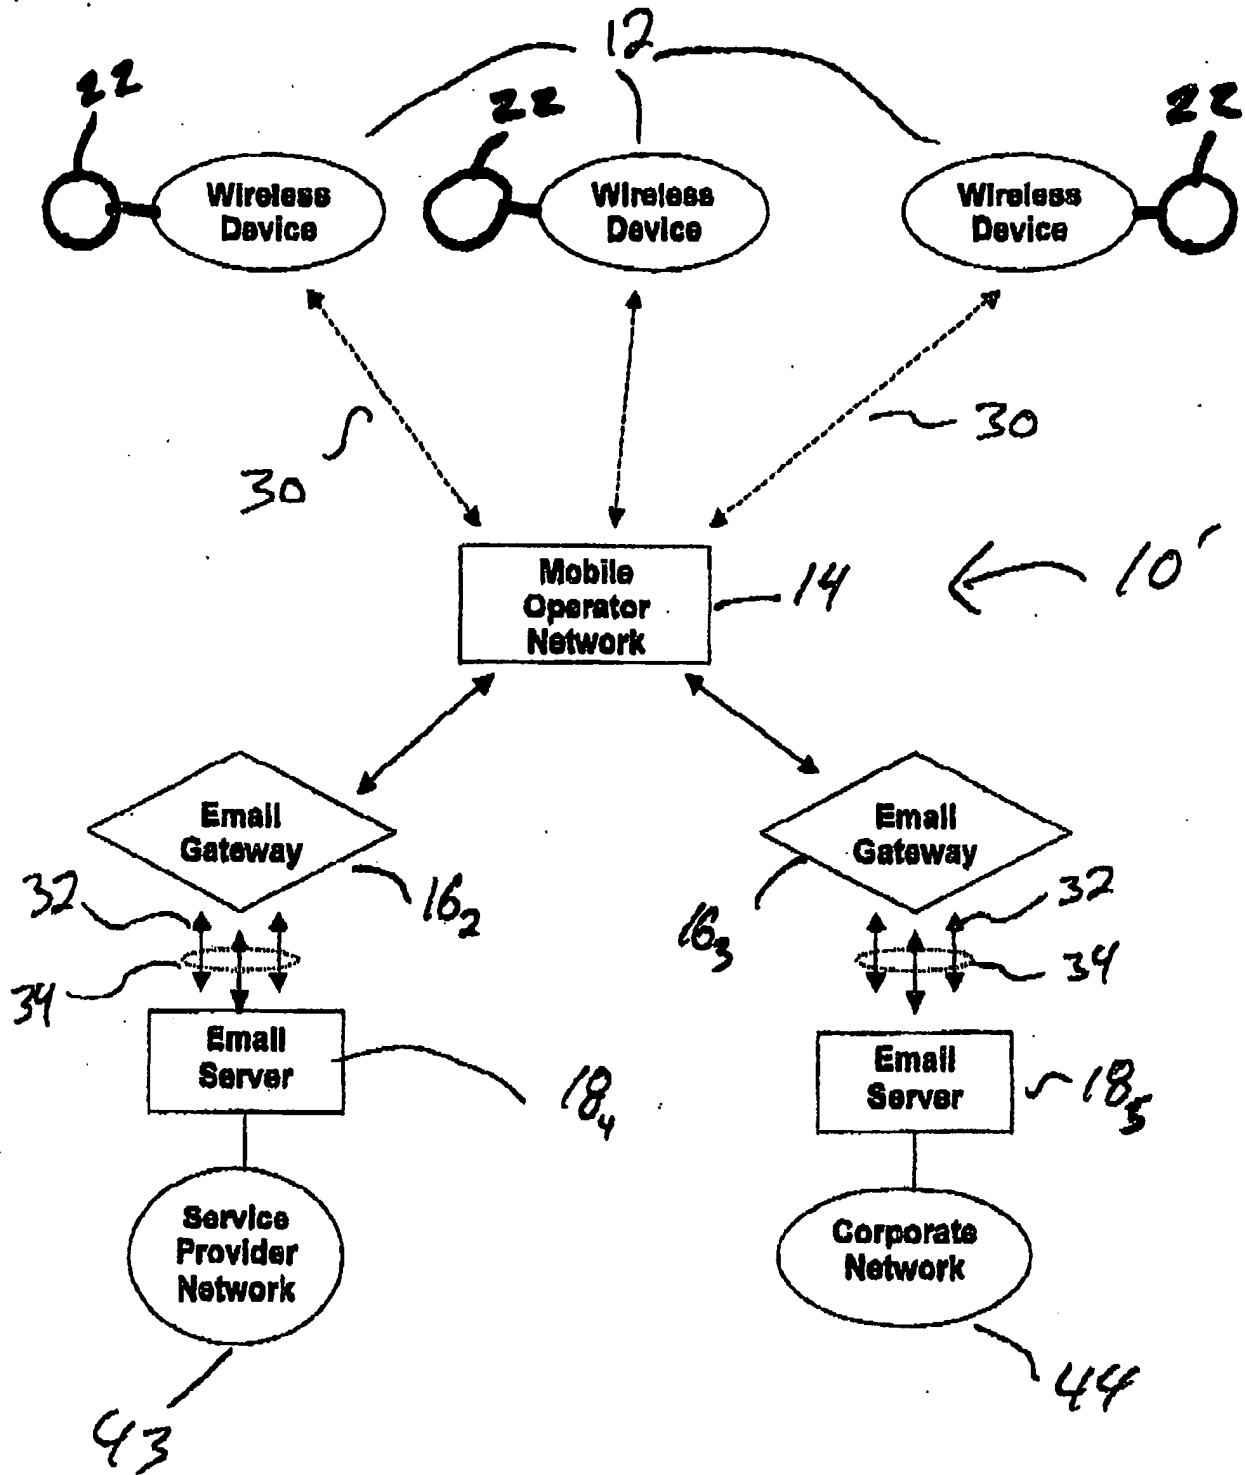 12
22
22
22
Wireless
Device
Wireless
Device
Wireless
Device
30
30
Mobile
Operator
Network
14
10'
Email
Gateway
Email
Gateway
32
16₂
16₃
32
34
34
Email
Server
18₄
Email
Server
18₅
Service
Provider
Network
Corporate
Network
43
44